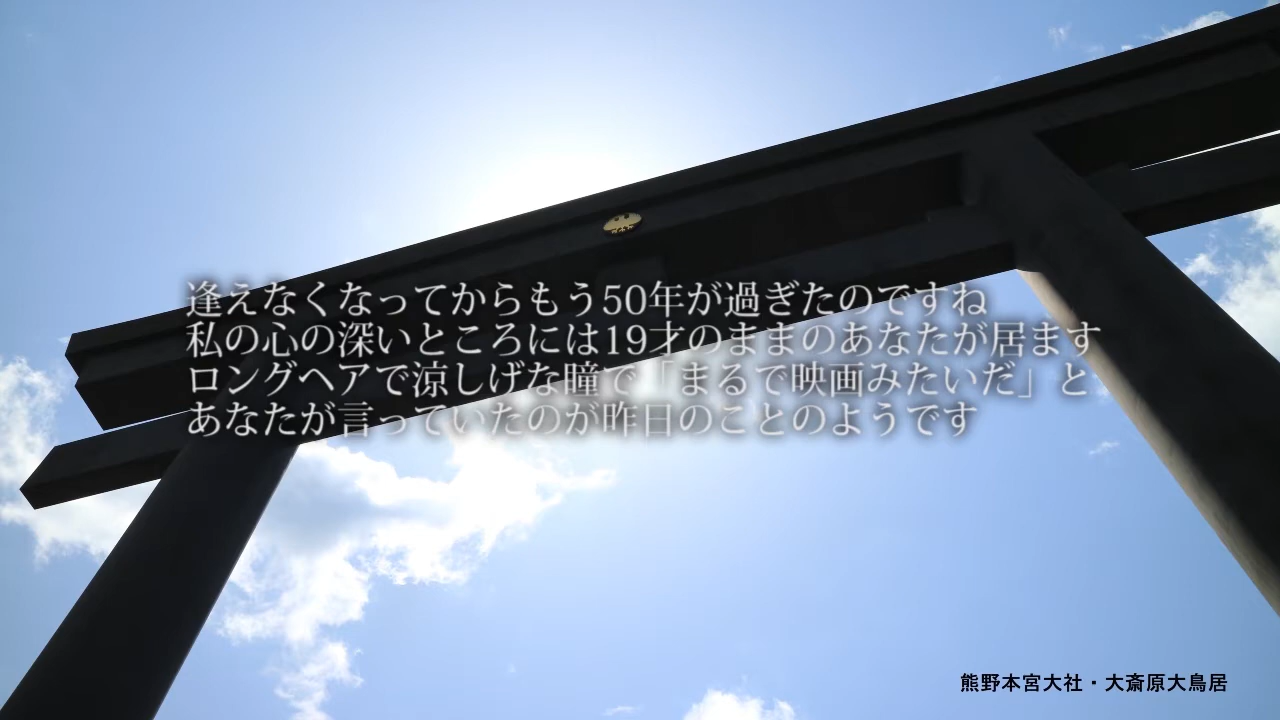 逢えなくなってからもう50年が過ぎたのですね
私の心の深いところには19才のままのあなたが居ます
ロングヘアで涼しげな瞳で「まるで映画みたいだ」と
あなたが言っていたのが昨日のことのようです
熊野本宮大社・大斎原大鳥居